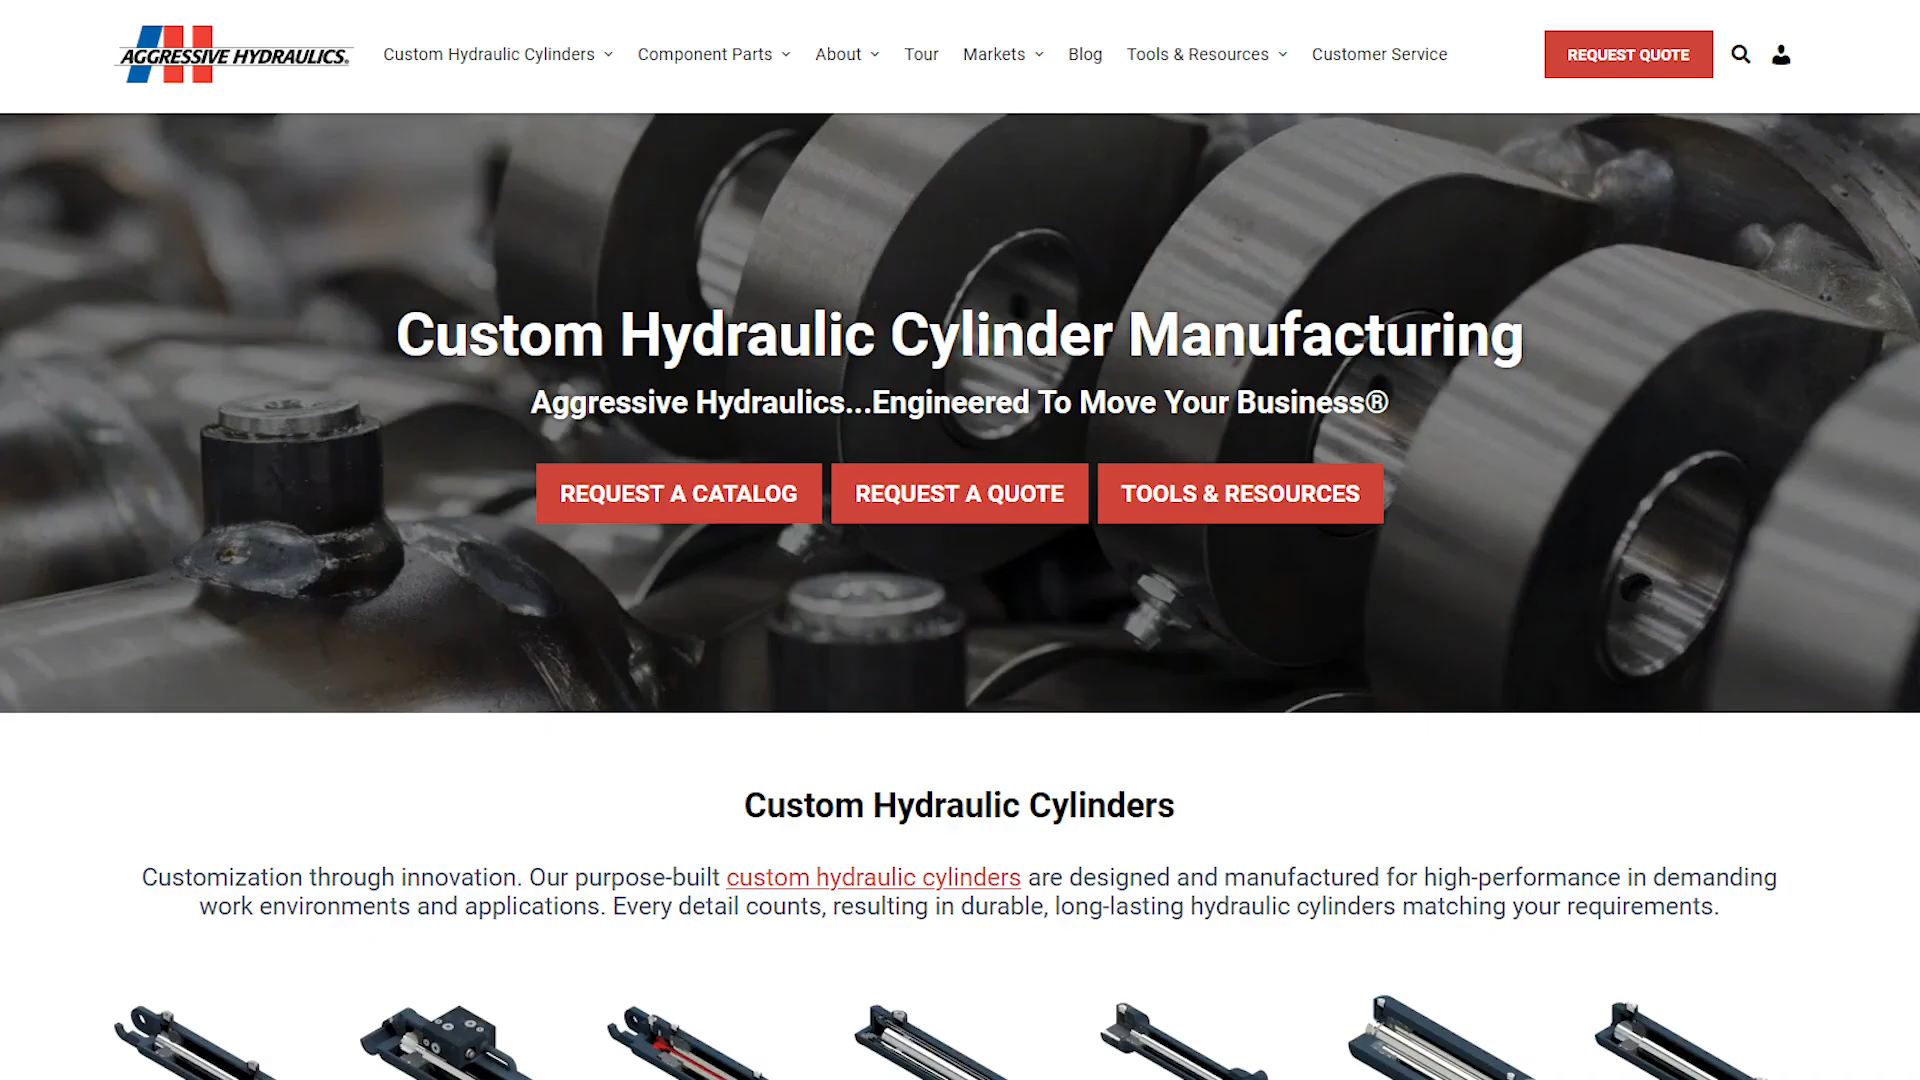 AGGRESSIVE HYDRAULICS®
Custom Hydraulic Cylinders
Component Parts
About
Tour
Markets
Blog
Tools & Resources
Customer Service
REQUEST QUOTE
Custom Hydraulic Cylinder Manufacturing
Aggressive Hydraulics...Engineered To Move Your Business®
REQUEST A CATALOG
REQUEST A QUOTE
TOOLS & RESOURCES
Custom Hydraulic Cylinders
Customization through innovation. Our purpose-built custom hydraulic cylinders are designed and manufactured for high-performance in demanding
work environments and applications. Every detail counts, resulting in durable, long-lasting hydraulic cylinders matching your requirements.